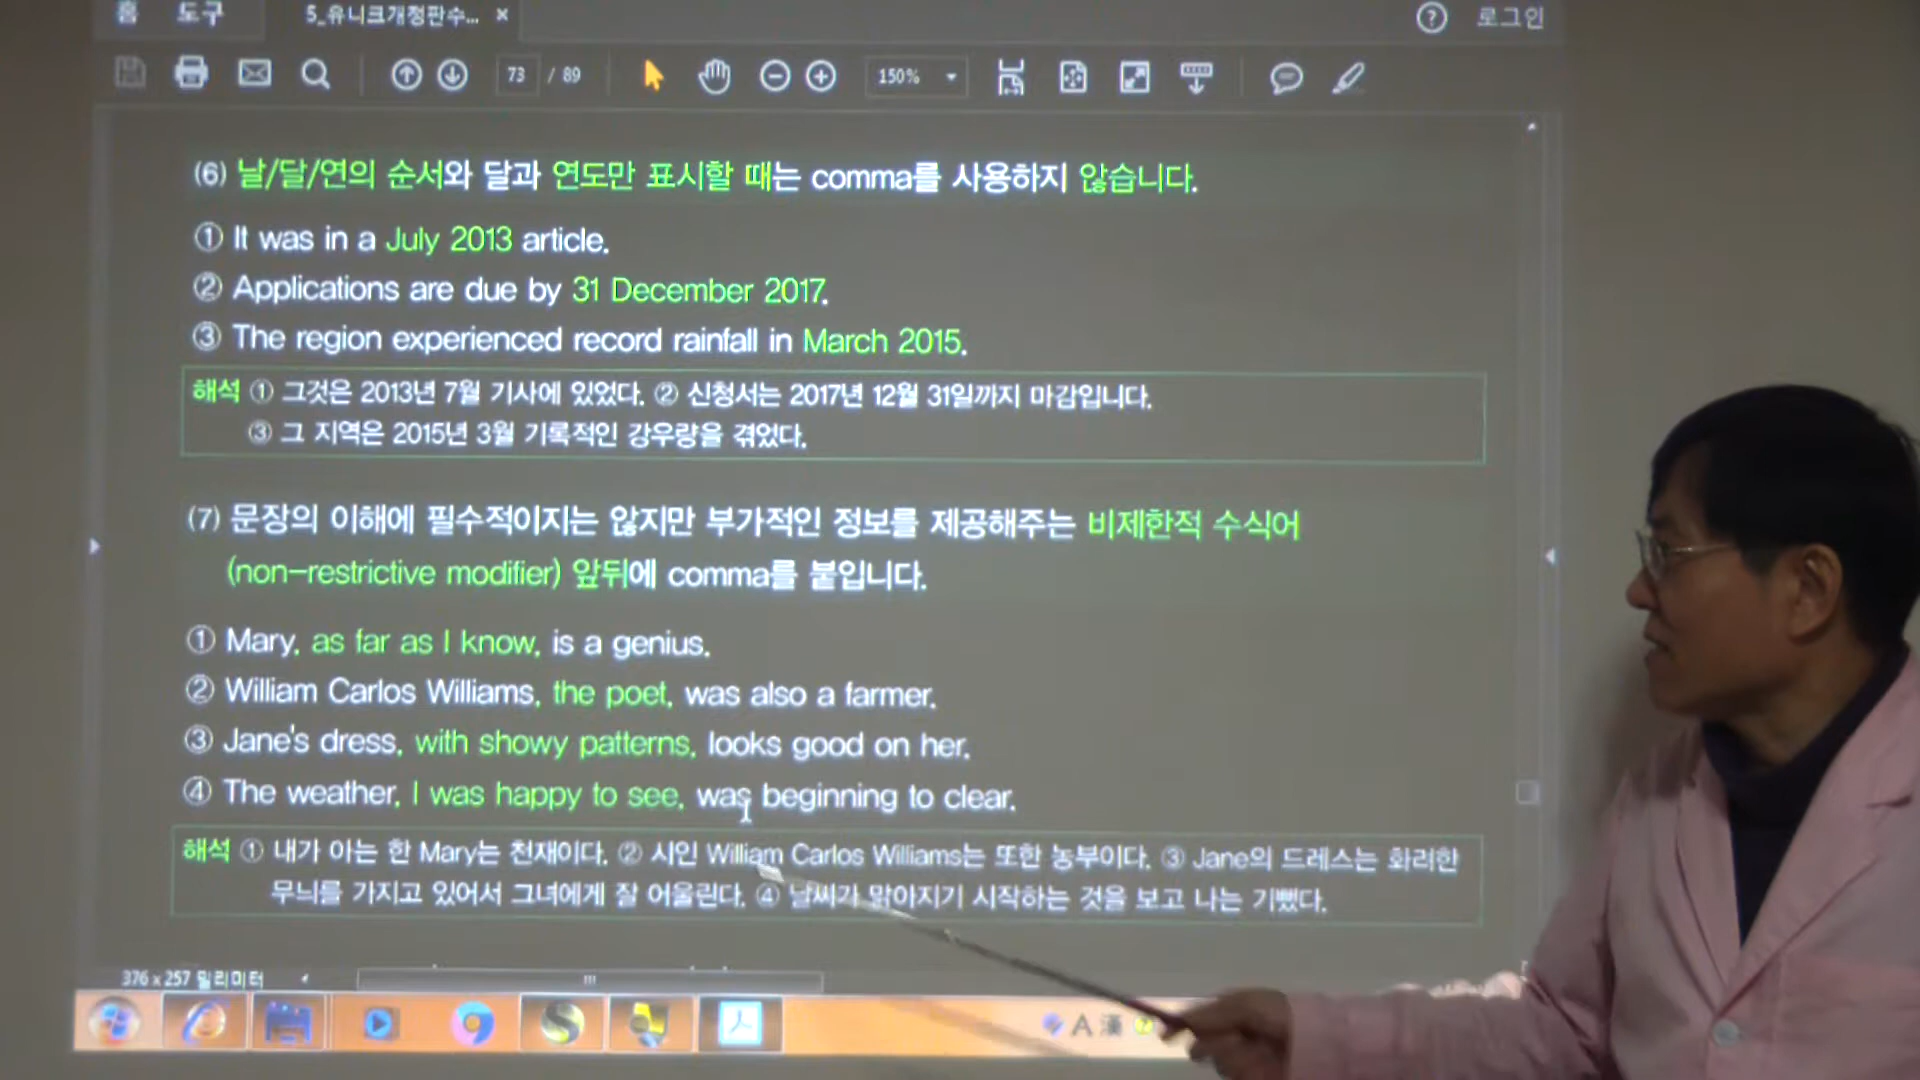 홈 도구 5_유니크개정판수... × 로그인
73 / 89 150%
(6) 날/달/연의 순서와 달과 연도만 표시할 때는 comma를 사용하지 않습니다.
① It was in a July 2013 article.
② Applications are due by 31 December 2017.
③ The region experienced record rainfall in March 2015.
해석 ① 그것은 2013년 7월 기사에 있었다. ② 신청서는 2017년 12월 31일까지 마감입니다.
③ 그 지역은 2015년 3월 기록적인 강우량을 겪었다.
(7) 문장의 이해에 필수적이지는 않지만 부가적인 정보를 제공해주는 비제한적 수식어
(non-restrictive modifier) 앞뒤에 comma를 붙입니다.
① Mary, as far as I know, is a genius.
② William Carlos Williams, the poet, was also a farmer.
③ Jane's dress, with showy patterns, looks good on her.
④ The weather, I was happy to see, was beginning to clear.
해석 ① 내가 아는 한 Mary는 천재이다. ② 시인 William Carlos Williams는 또한 농부이다. ③ Jane의 드레스는 화려한
무늬를 가지고 있어서 그녀에게 잘 어울린다. ④ 날씨가 맑아지기 시작하는 것을 보고 나는 기뻤다.
376 x 257 밀리미터
A 漢